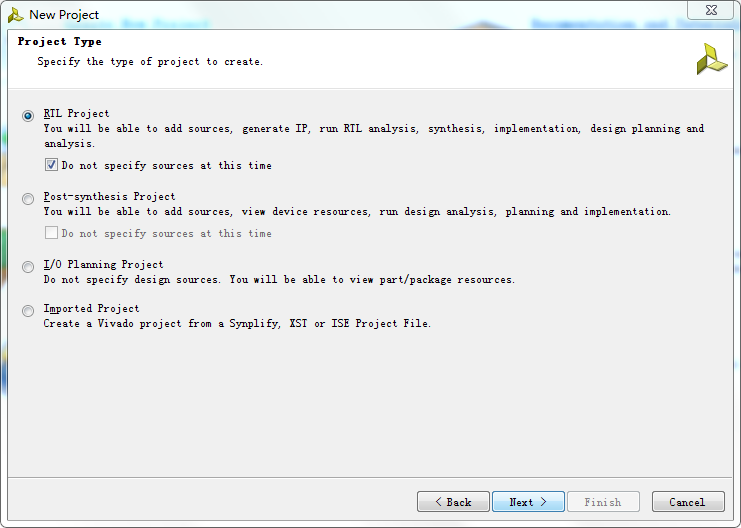 New Project
Project Type
Specify the type of project to create.
RTL Project
You will be able to add sources, generate IP, run RTL analysis, synthesis, implementation, design planning and
analysis.
Do not specify sources at this time
Post-synthesis Project
You will be able to add sources, view device resources, run design analysis, planning and implementation.
Do not specify sources at this time
I/O Planning Project
Do not specify design sources. You will be able to view part/package resources.
Imported Project
Create a Vivado project from a Synplify, XST or ISE Project File.
< Back
Next >
Finish
Cancel